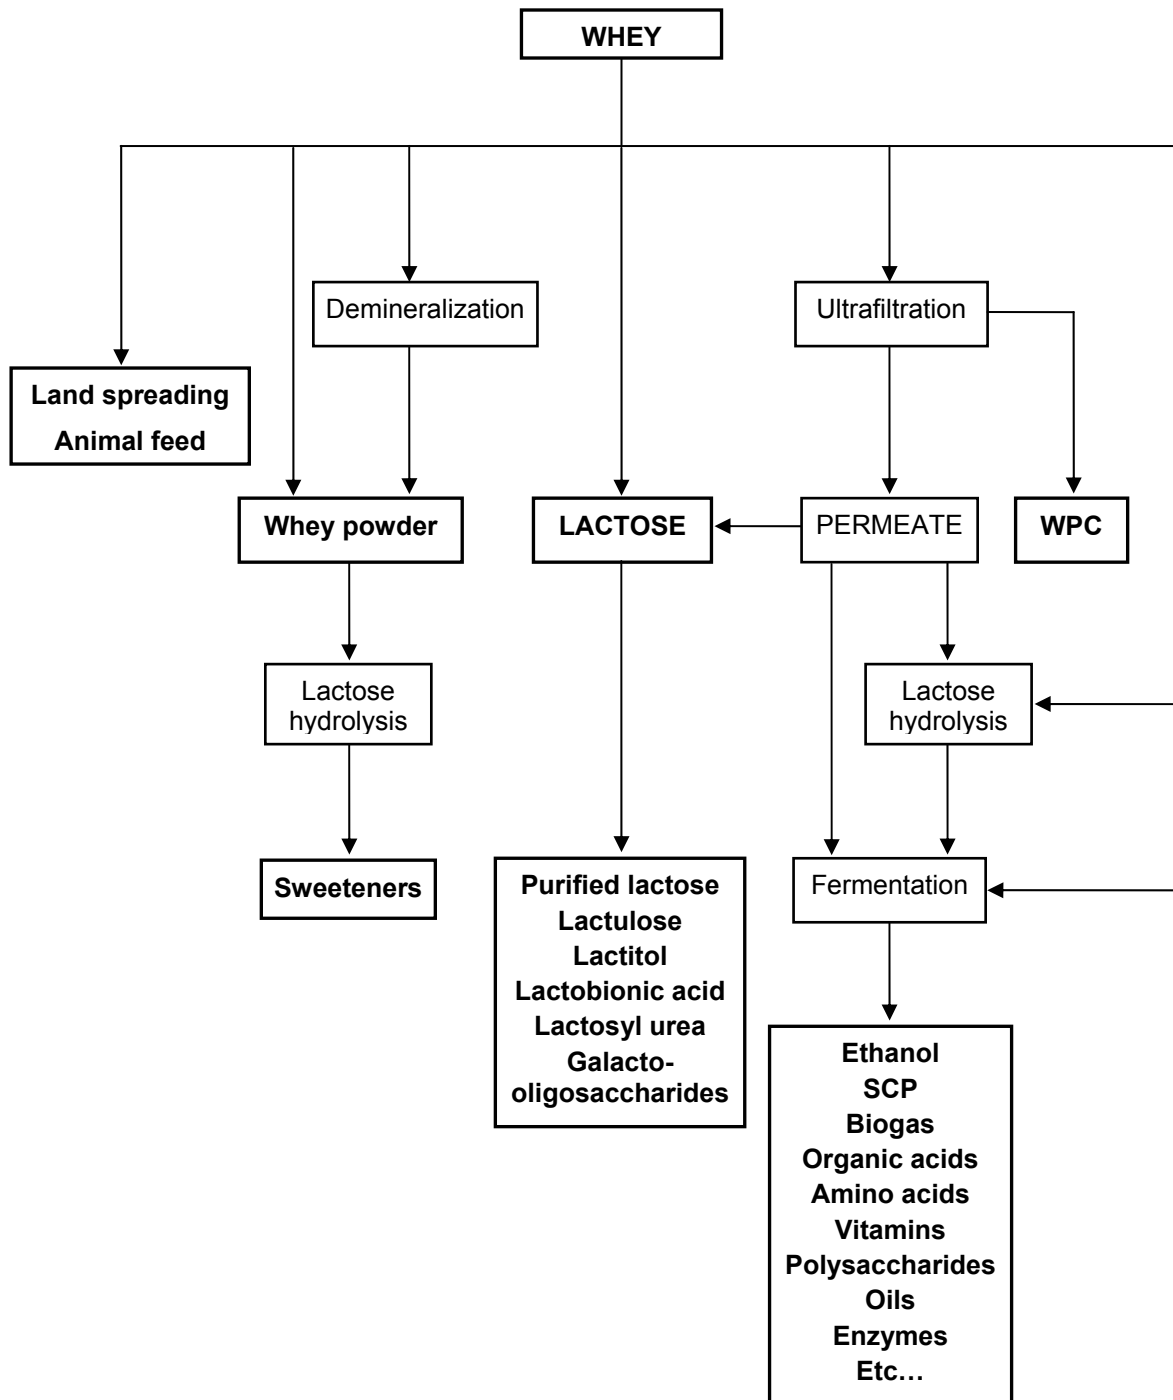 WHEY
Demineralization
Ultrafiltration
Land spreading
Animal feed
Whey powder
LACTOSE
PERMEATE
WPC
Lactose
hydrolysis
Lactose
hydrolysis
Sweeteners
Purified lactose
Lactulose
Lactitol
Lactobionic acid
Lactosyl urea
Galacto-
oligosaccharides
Fermentation
Ethanol
SCP
Biogas
Organic acids
Amino acids
Vitamins
Polysaccharides
Oils
Enzymes
Etc…